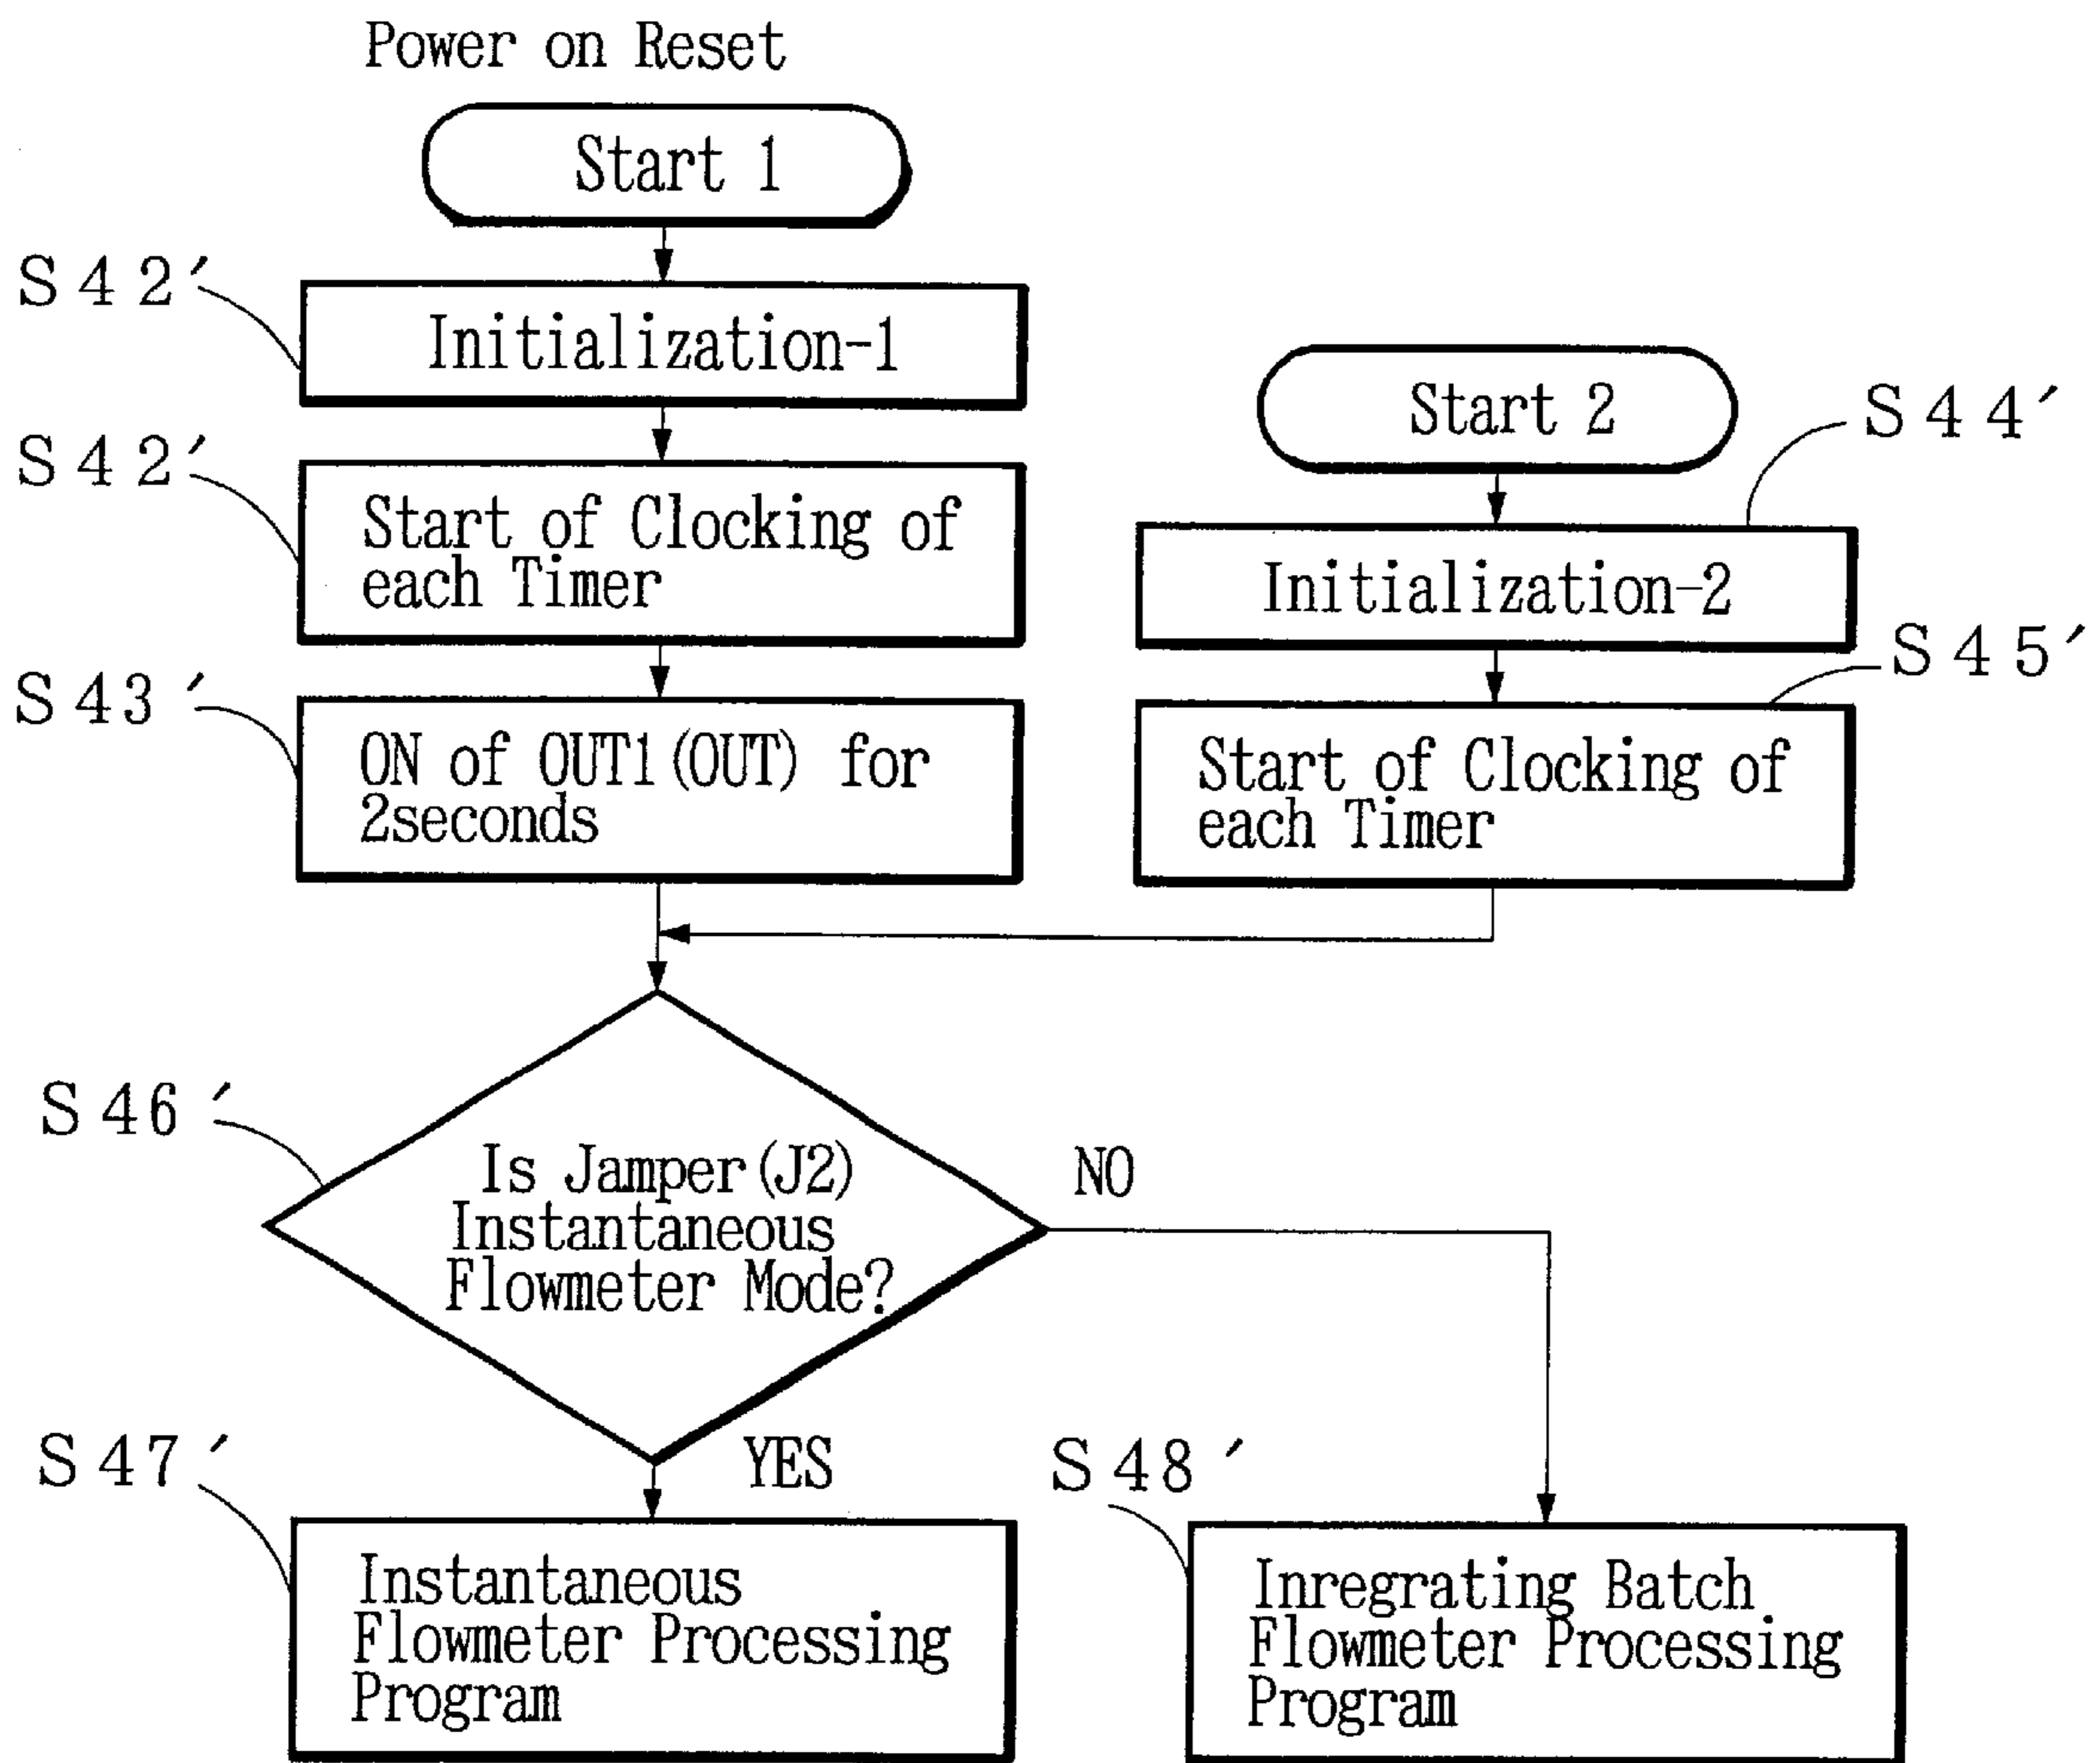 Power on Reset
Start 1
S42′
Initialization-1
S42′
Start of Clocking of
each Timer
S43′
ON of OUT1(OUT) for
2seconds
Start 2
S44′
Initialization-2
S45′
Start of Clocking of
each Timer
S46′
Is Jamper(J2)
Instantaneous
Flowmeter Mode?
NO
YES
S47′
Instantaneous
Flowmeter Processing
Program
S48′
Inregrating Batch
Flowmeter Processing
Program